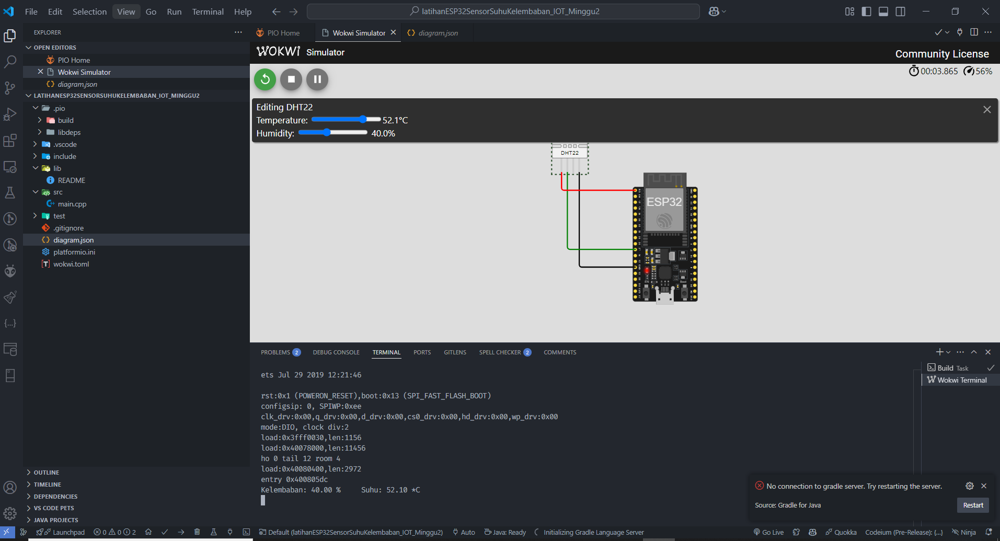 File Edit Selection View Go Run Terminal Help
latihanESP32SensorSuhuKelembaban_IOT_Minggu2
EXPLORER
OPEN EDITORS
PIO Home
Wokwi Simulator
diagram.json
LATIHANESP32SENSORSUHUKELEMBABAN_IOT_MINGGU2
.pio
build
libdeps
.vscode
include
lib
README
src
main.cpp
test
.gitignore
diagram.json
platformio.ini
wokwi.toml
OUTLINE
TIMELINE
DEPENDENCIES
VS CODE PETS
JAVA PROJECTS
PIO Home Wokwi Simulator diagram.json
WOKWi Simulator
Community License
00:03.865 56%
Editing DHT22
Temperature: 52.1°C
Humidity: 40.0%
DHT22
ESP32
EN
Boot
PROBLEMS 2 DEBUG CONSOLE TERMINAL PORTS GITLENS SPELL CHECKER 2 COMMENTS
Build Task
Wokwi Terminal
ets Jul 29 2019 12:21:46
rst:0x1 (POWERON_RESET),boot:0x13 (SPI_FAST_FLASH_BOOT)
configsip: 0, SPIWP:0xee
clk_drv:0x00,q_drv:0x00,d_drv:0x00,cs0_drv:0x00,hd_drv:0x00,wp_drv:0x00
mode:DIO, clock div:2
load:0x3fff0030,len:1156
load:0x40078000,len:11456
ho 0 tail 12 room 4
load:0x40080400,len:2972
entry 0x400805dc
Kelembaban: 40.00 % Suhu: 52.10 *C
No connection to gradle server. Try restarting the server.
Source: Gradle for Java
Restart
Launchpad 0 0 2 Default (latihanESP32SensorSuhuKelembaban_IOT_Minggu2) Auto Java: Ready Initializing Gradle Language Server Go Live Quokka Codeium (Pre-Release): {...} Ninja